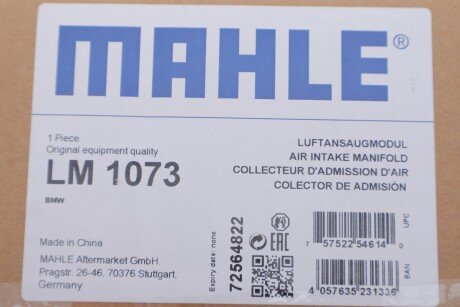 MAHLE®
1 Piece
Original equipment quality
LM 1073
BMW
LUFTANSAUGMODUL
AIR INTAKE MANIFOLD
COLLECTEUR D'ADMISSION D'AIR
COLECTOR DE ADMISIÓN
Made in China
MAHLE Aftermarket GmbH,
Pragstr. 26-46, 70376 Stuttgart,
Germany
Expiry date: none
72564822
EAC
7 57522 54614 0
UPC
4 057635 231336
EAN